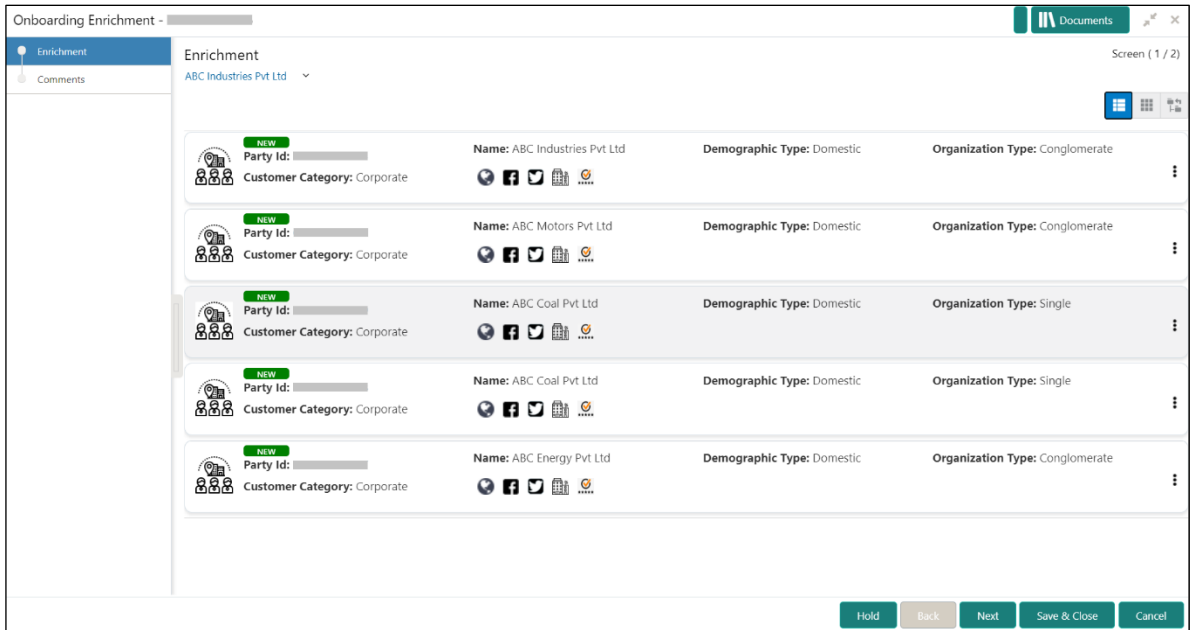 Onboarding Enrichment -
Documents
Enrichment
Comments
Enrichment
Screen ( 1 / 2)
ABC Industries Pvt Ltd
NEW
Party Id:
Name: ABC Industries Pvt Ltd
Demographic Type: Domestic
Organization Type: Conglomerate
Customer Category: Corporate
NEW
Party Id:
Name: ABC Motors Pvt Ltd
Demographic Type: Domestic
Organization Type: Conglomerate
Customer Category: Corporate
NEW
Party Id:
Name: ABC Coal Pvt Ltd
Demographic Type: Domestic
Organization Type: Single
Customer Category: Corporate
NEW
Party Id:
Name: ABC Coal Pvt Ltd
Demographic Type: Domestic
Organization Type: Single
Customer Category: Corporate
NEW
Party Id:
Name: ABC Energy Pvt Ltd
Demographic Type: Domestic
Organization Type: Conglomerate
Customer Category: Corporate
Hold
Back
Next
Save & Close
Cancel